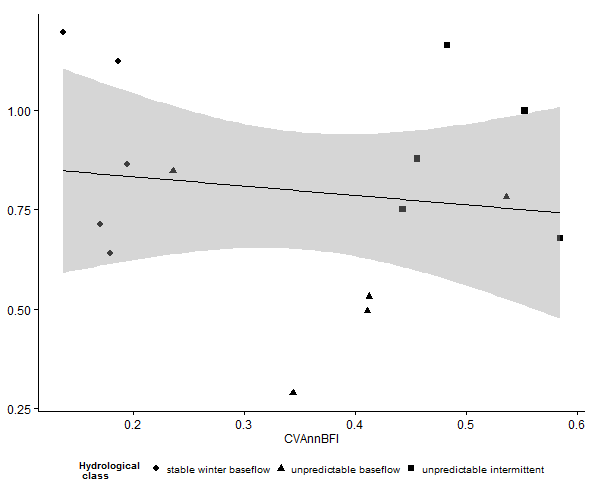 1.00
0.75
0.50
0.25
0.2 0.3 0.4 0.5 0.6
CVAnnBFI
Hydrological
class
stable winter baseflow unpredictable baseflow unpredictable intermittent